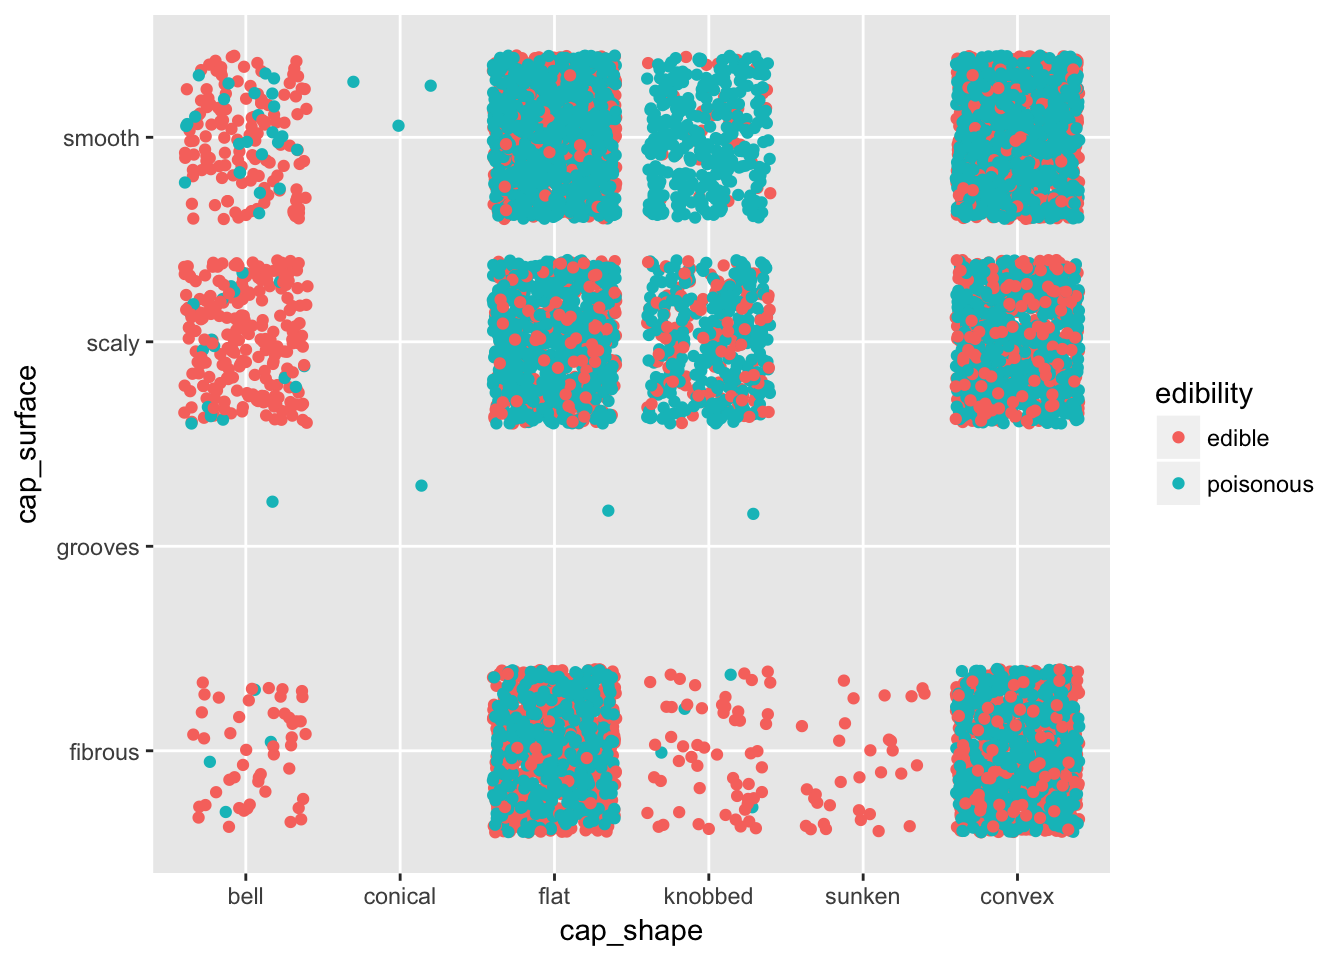 smooth
scaly
grooves
fibrous
cap_surface
bell conical flat knobbed sunken convex
cap_shape
edibility
edible
poisonous